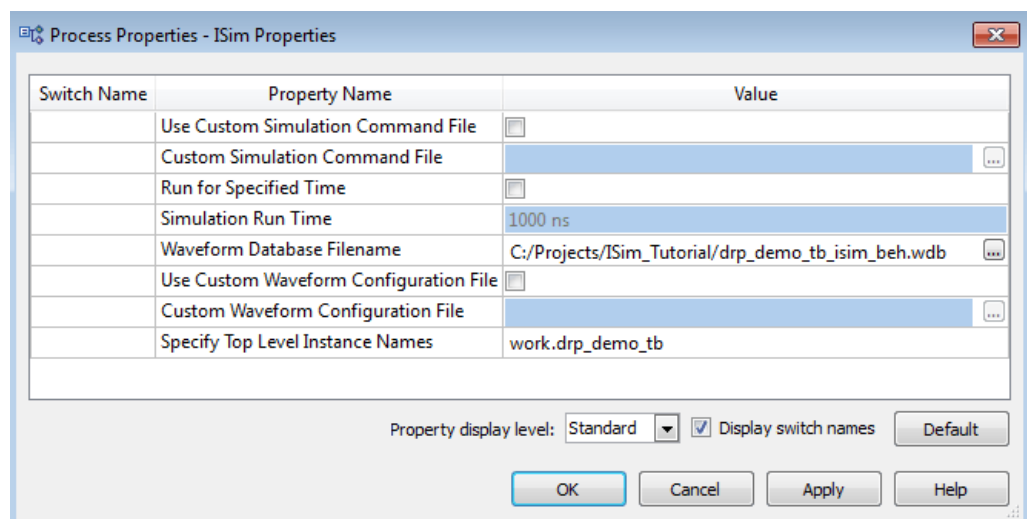 Process Properties - ISim Properties
Switch Name Property Name Value
Use Custom Simulation Command File
Custom Simulation Command File ...
Run for Specified Time
Simulation Run Time 1000 ns
Waveform Database Filename C:/Projects/ISim_Tutorial/drp_demo_tb_isim_beh.wdb ...
Use Custom Waveform Configuration File
Custom Waveform Configuration File ...
Specify Top Level Instance Names work.drp_demo_tb
Property display level: Standard Display switch names Default
OK Cancel Apply Help